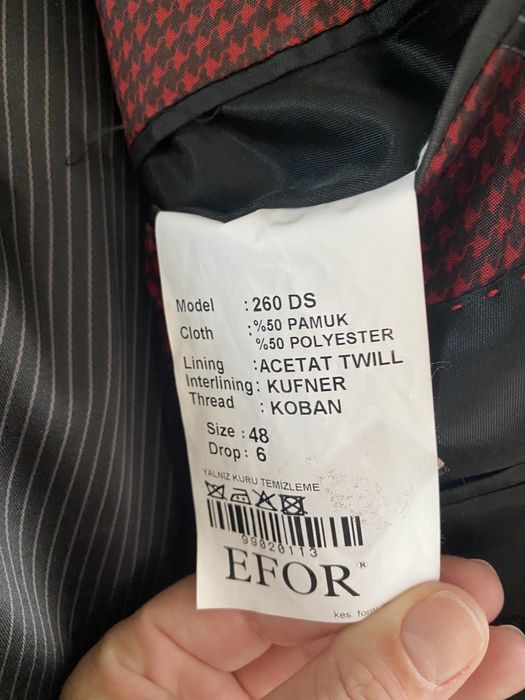 Model : 260 DS
Cloth : %50 PAMUK
%50 POLYESTER
Lining : ACETAT TWILL
Interlining : KUFNER
Thread : KOBAN
Size : 48
Drop : 6
YALNIZ KURU TEMİZLEME
99020113
EFOR®
kes